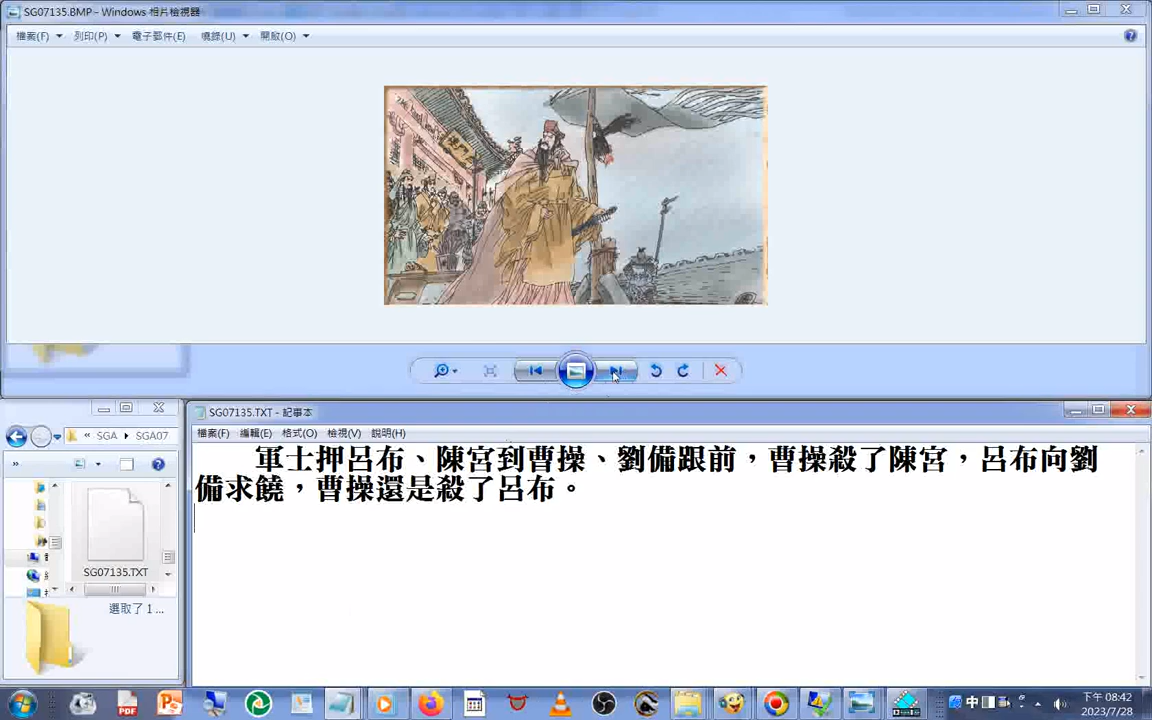 SG07135.BMP - Windows 相片檢視器
檔案(F) 列印(P) 電子郵件(E) 燒錄(U) 開啟(O)
« SGA ▸ SGA07
SG07135.TXT - 記事本
檔案(F) 編輯(E) 格式(O) 檢視(V) 說明(H)
軍士押呂布、陳宮到曹操、劉備跟前，曹操殺了陳宮，呂布向劉
備求饒，曹操還是殺了呂布。
»
SG07135.TXT
選取了 1 ...
PDF
中
下午 08:42
2023/7/28